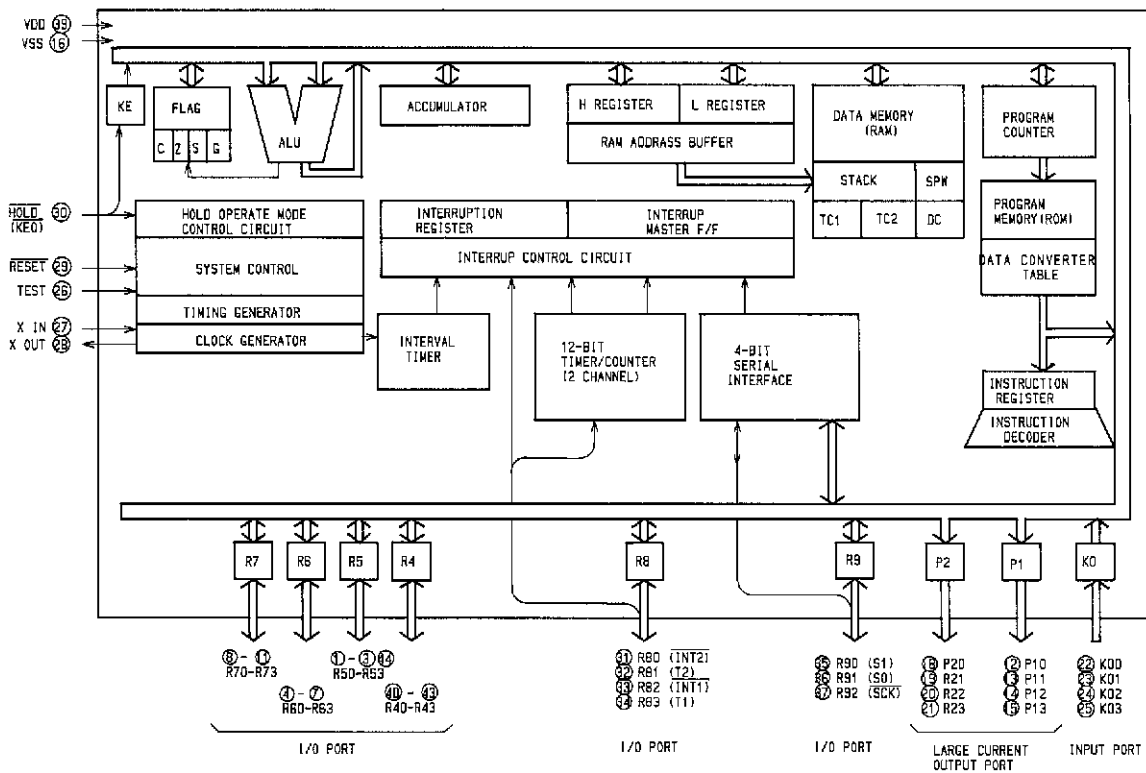 VDD 39
VSS 16
KE
FLAG
C Z S G
ALU
ACCUMULATOR
H REGISTER
L REGISTER
RAM ADDRASS BUFFER
DATA MEMORY
(RAM)
STACK
SPW
TC1
TC2
DC
PROGRAM
COUNTER
PROGRAM
MEMORY(ROM)
DATA CONVERTER
TABLE
INSTRUCTION
REGISTER
INSTRUCTION
DECODER
HOLD 30
(KE0)
RESET 29
TEST 26
X IN 27
X OUT 28
HOLD OPERATE MODE
CONTROL CIRCUIT
SYSTEM CONTROL
TIMING GENERATOR
CLOCK GENERATOR
INTERRUPTION
REGISTER
INTERRUP
MASTER F/F
INTERRUP CONTROL CIRCUIT
INTERVAL
TIMER
12-BIT
TIMER/COUNTER
(2 CHANNEL)
4-BIT
SERIAL
INTERFACE
R7
R6
R5
R4
R8
R9
P2
P1
K0
8 - 11
R70-R73
4 - 7
R60-R63
1 - 3 44
R50-R53
40 - 43
R40-R43
I/O PORT
31 R80 (INT2)
32 R81 (T2)
33 R82 (INT1)
34 R83 (T1)
I/O PORT
35 R90 (S1)
36 R91 (S0)
37 R92 (SCK)
I/O PORT
18 P20
19 R21
20 R22
21 R23
12 P10
13 P11
14 P12
15 P13
LARGE CURRENT
OUTPUT PORT
22 K00
23 K01
24 K02
25 K03
INPUT PORT